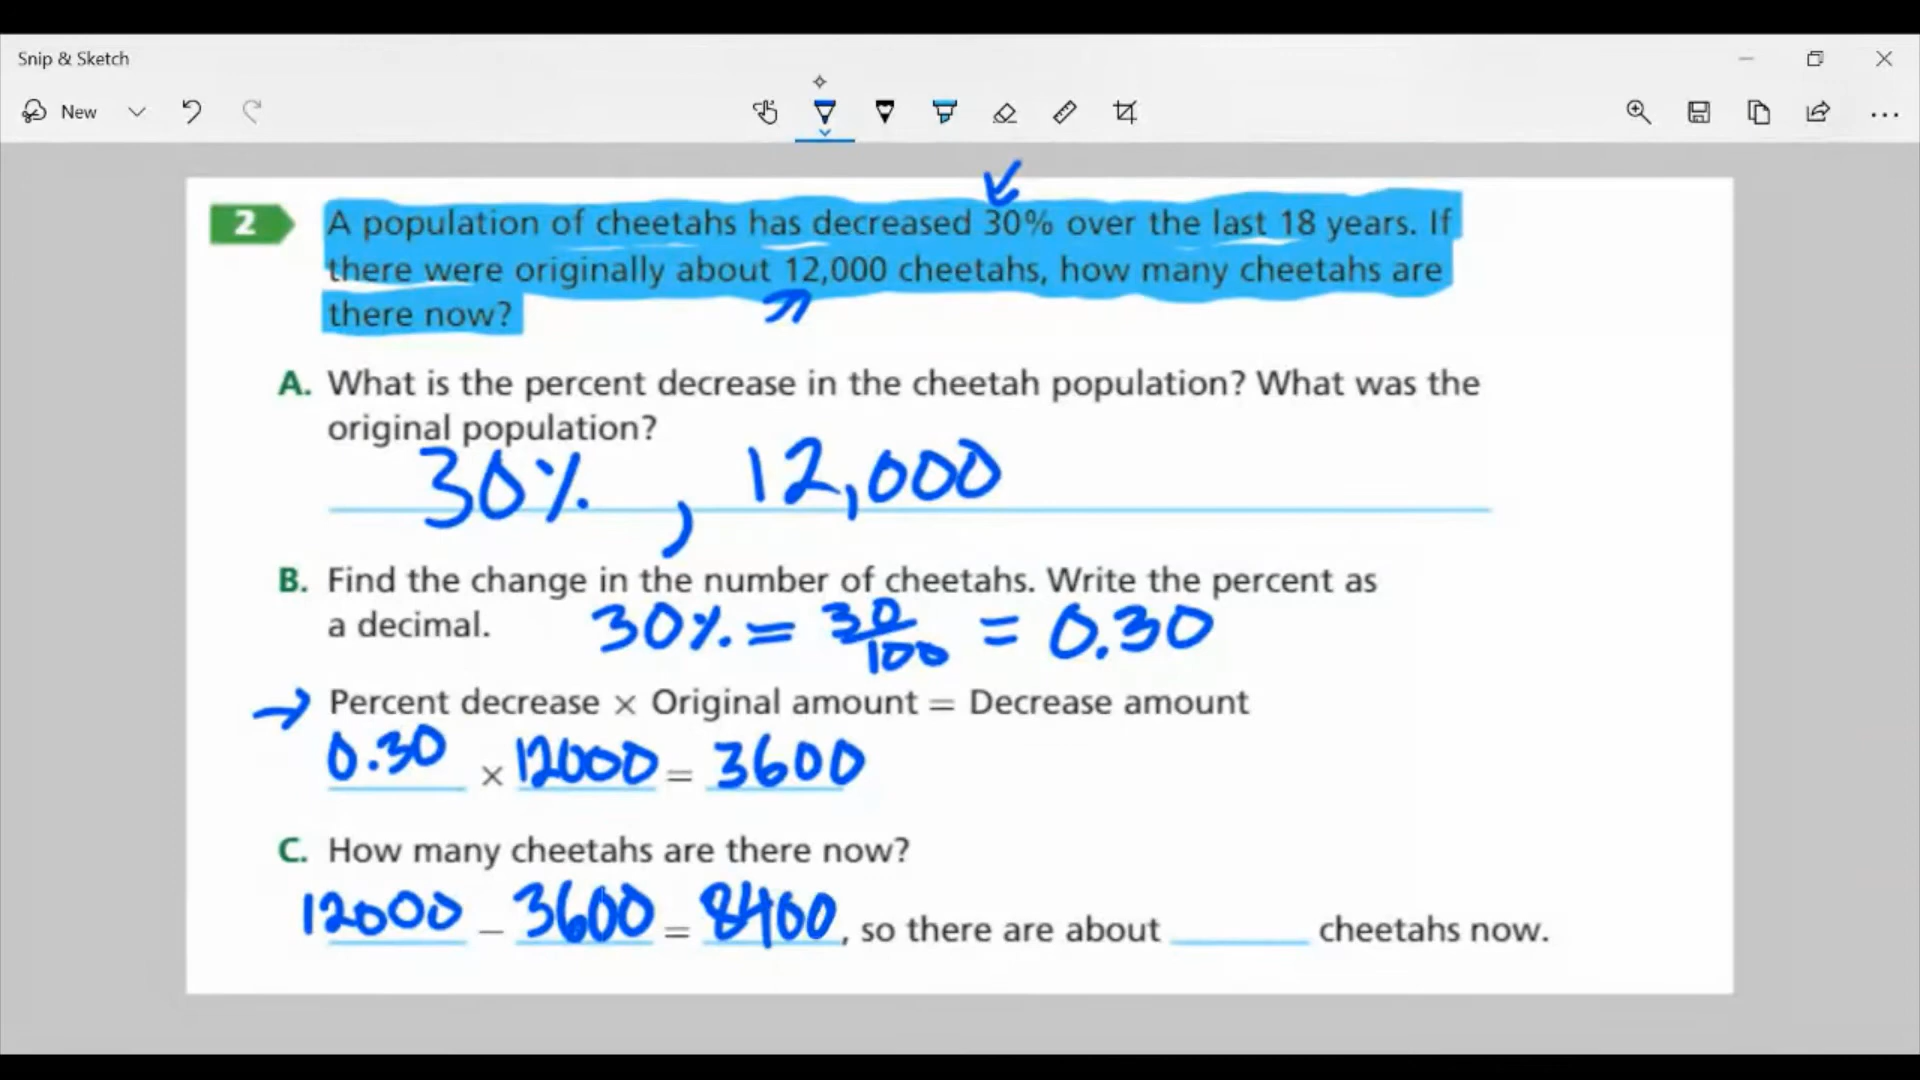 Snip & Sketch
New
2 A population of cheetahs has decreased 30% over the last 18 years. If
there were originally about 12,000 cheetahs, how many cheetahs are
there now?
A. What is the percent decrease in the cheetah population? What was the
original population?
30% , 12,000
B. Find the change in the number of cheetahs. Write the percent as
a decimal. 30% = 30/100 = 0.30
→ Percent decrease × Original amount = Decrease amount
0.30 × 12000 = 3600
C. How many cheetahs are there now?
12000 − 3600 = 8400, so there are about ______ cheetahs now.